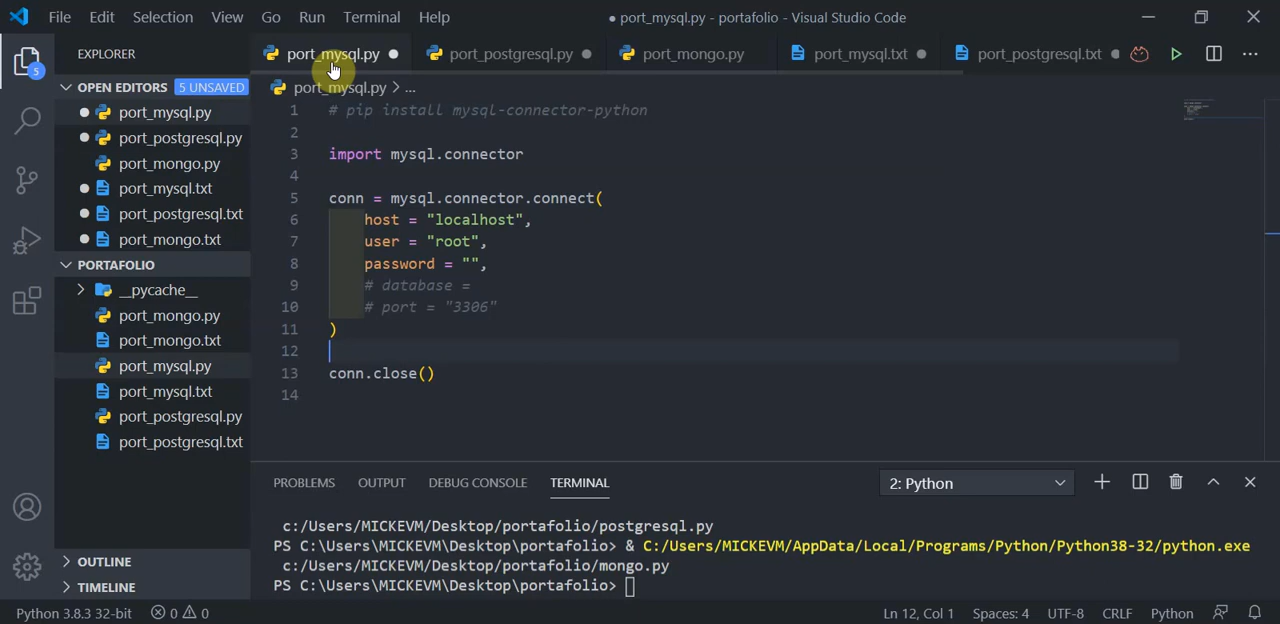 File Edit Selection View Go Run Terminal Help ● port_mysql.py - portafolio - Visual Studio Code
EXPLORER
port_mysql.py ● port_postgresql.py ● port_mongo.py port_mysql.txt ● port_postgresql.txt ●
5
OPEN EDITORS 5 UNSAVED
● port_mysql.py
● port_postgresql.py
port_mongo.py
● port_mysql.txt
● port_postgresql.txt
● port_mongo.txt
PORTAFOLIO
__pycache__
port_mongo.py
port_mongo.txt
port_mysql.py
port_mysql.txt
port_postgresql.py
port_postgresql.txt
OUTLINE
TIMELINE
port_mysql.py > ...
1 # pip install mysql-connector-python
2
3 import mysql.connector
4
5 conn = mysql.connector.connect(
6 host = "localhost",
7 user = "root",
8 password = "",
9 # database =
10 # port = "3306"
11 )
12
13 conn.close()
14
PROBLEMS OUTPUT DEBUG CONSOLE TERMINAL 2: Python
c:/Users/MICKEVM/Desktop/portafolio/postgresql.py
PS C:\Users\MICKEVM\Desktop\portafolio> & C:/Users/MICKEVM/AppData/Local/Programs/Python/Python38-32/python.exe
c:/Users/MICKEVM/Desktop/portafolio/mongo.py
PS C:\Users\MICKEVM\Desktop\portafolio>
Python 3.8.3 32-bit 0 0 Ln 12, Col 1 Spaces: 4 UTF-8 CRLF Python